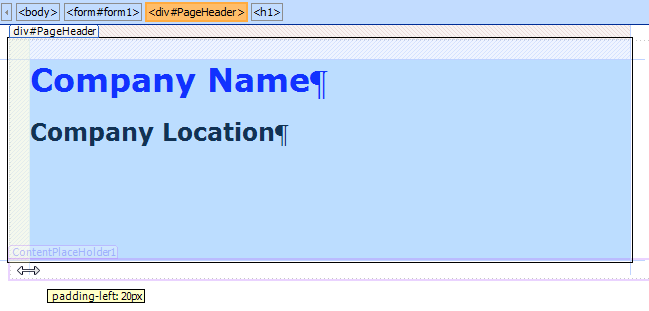 <body> <form#form1> <div#PageHeader> <h1>
div#PageHeader
Company Name¶
Company Location¶
ContentPlaceHolder1
padding-left: 20px